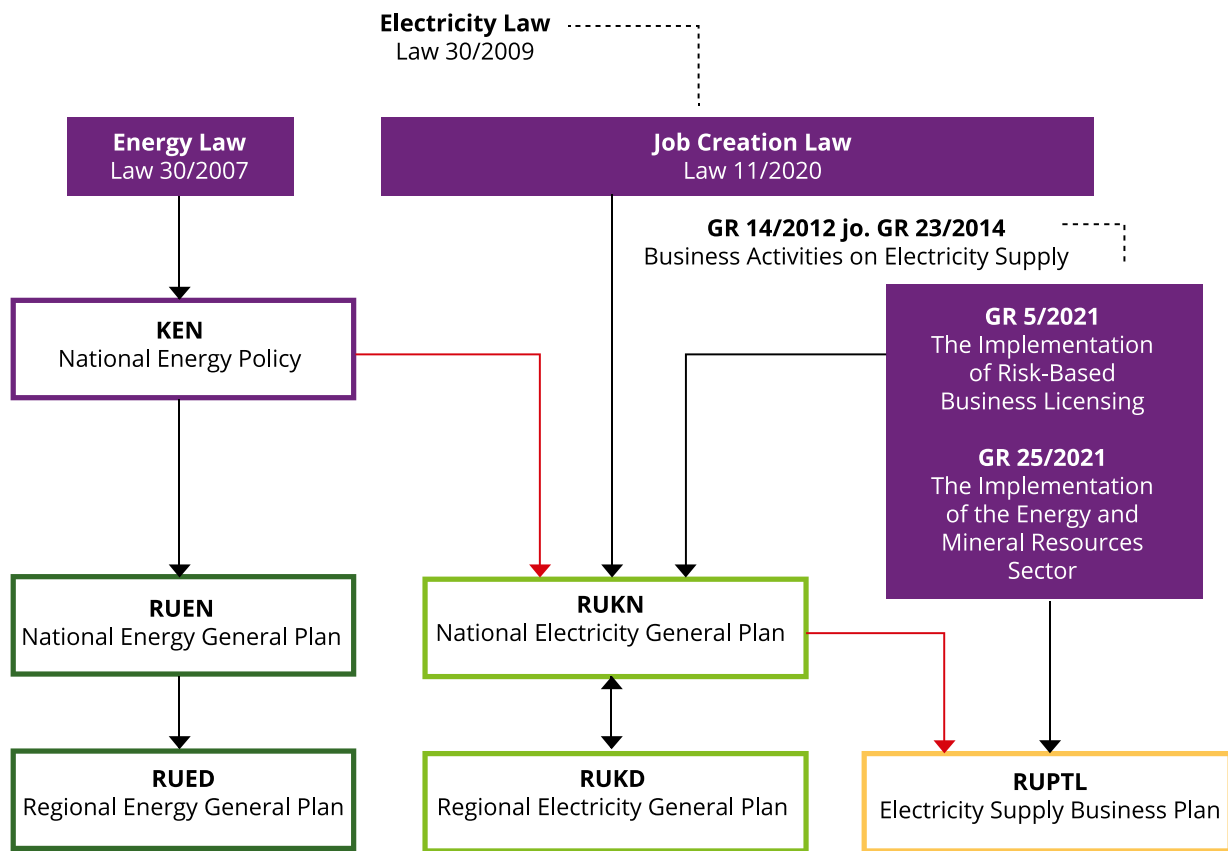 Electricity Law
Law 30/2009
Energy Law
Law 30/2007
Job Creation Law
Law 11/2020
GR 14/2012 jo. GR 23/2014
Business Activities on Electricity Supply
KEN
National Energy Policy
GR 5/2021
The Implementation
of Risk-Based
Business Licensing
GR 25/2021
The Implementation
of the Energy and
Mineral Resources
Sector
RUEN
National Energy General Plan
RUKN
National Electricity General Plan
RUED
Regional Energy General Plan
RUKD
Regional Electricity General Plan
RUPTL
Electricity Supply Business Plan